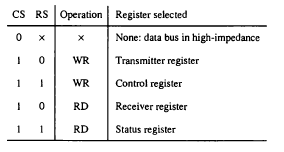 CS RS Operation Register selected
0 × × None: data bus in high-impedance
1 0 WR Transmitter register
1 1 WR Control register
1 0 RD Receiver register
1 1 RD Status register